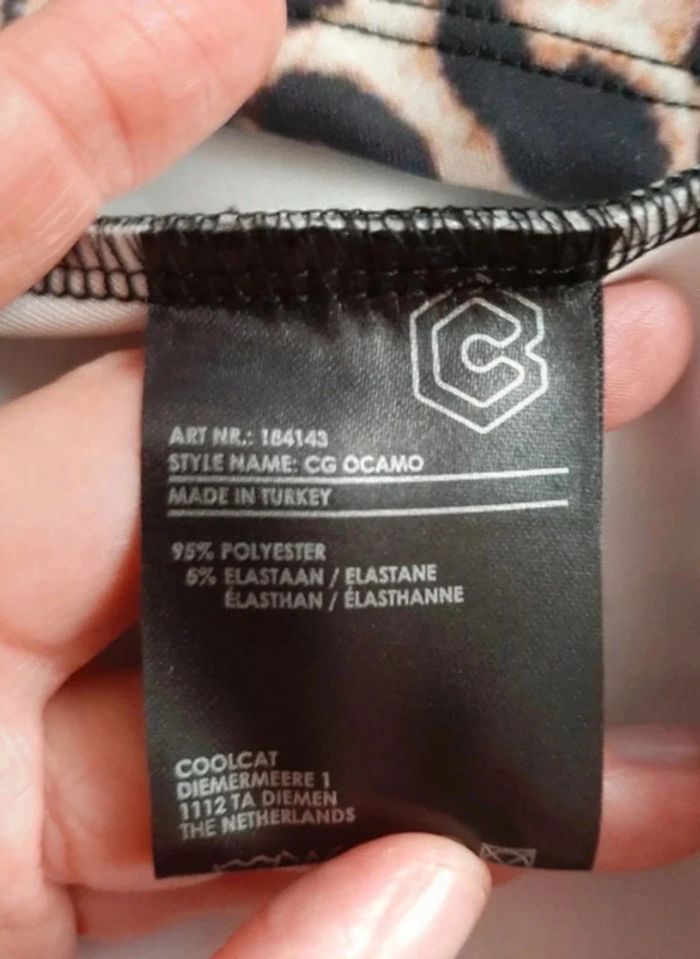 ART NR.: 184143
STYLE NAME: CG OCAMO
MADE IN TURKEY
95% POLYESTER
5% ELASTAAN / ELASTANE
ÉLASTHAN / ÉLASTHANNE
COOLCAT
DIEMERMEERE 1
1112 TA DIEMEN
THE NETHERLANDS